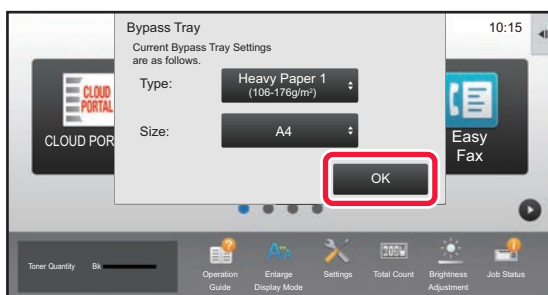 Bypass Tray
10:15
Current Bypass Tray Settings
are as follows.
Type:
Heavy Paper 1
(106-176g/m²)
Size:
A4
OK
CLOUD
PORTAL
CLOUD POR
Easy
Fax
Toner Quantity
Bk
Operation
Guide
Enlarge
Display Mode
Settings
Total Count
Brightness
Adjustment
Job Status